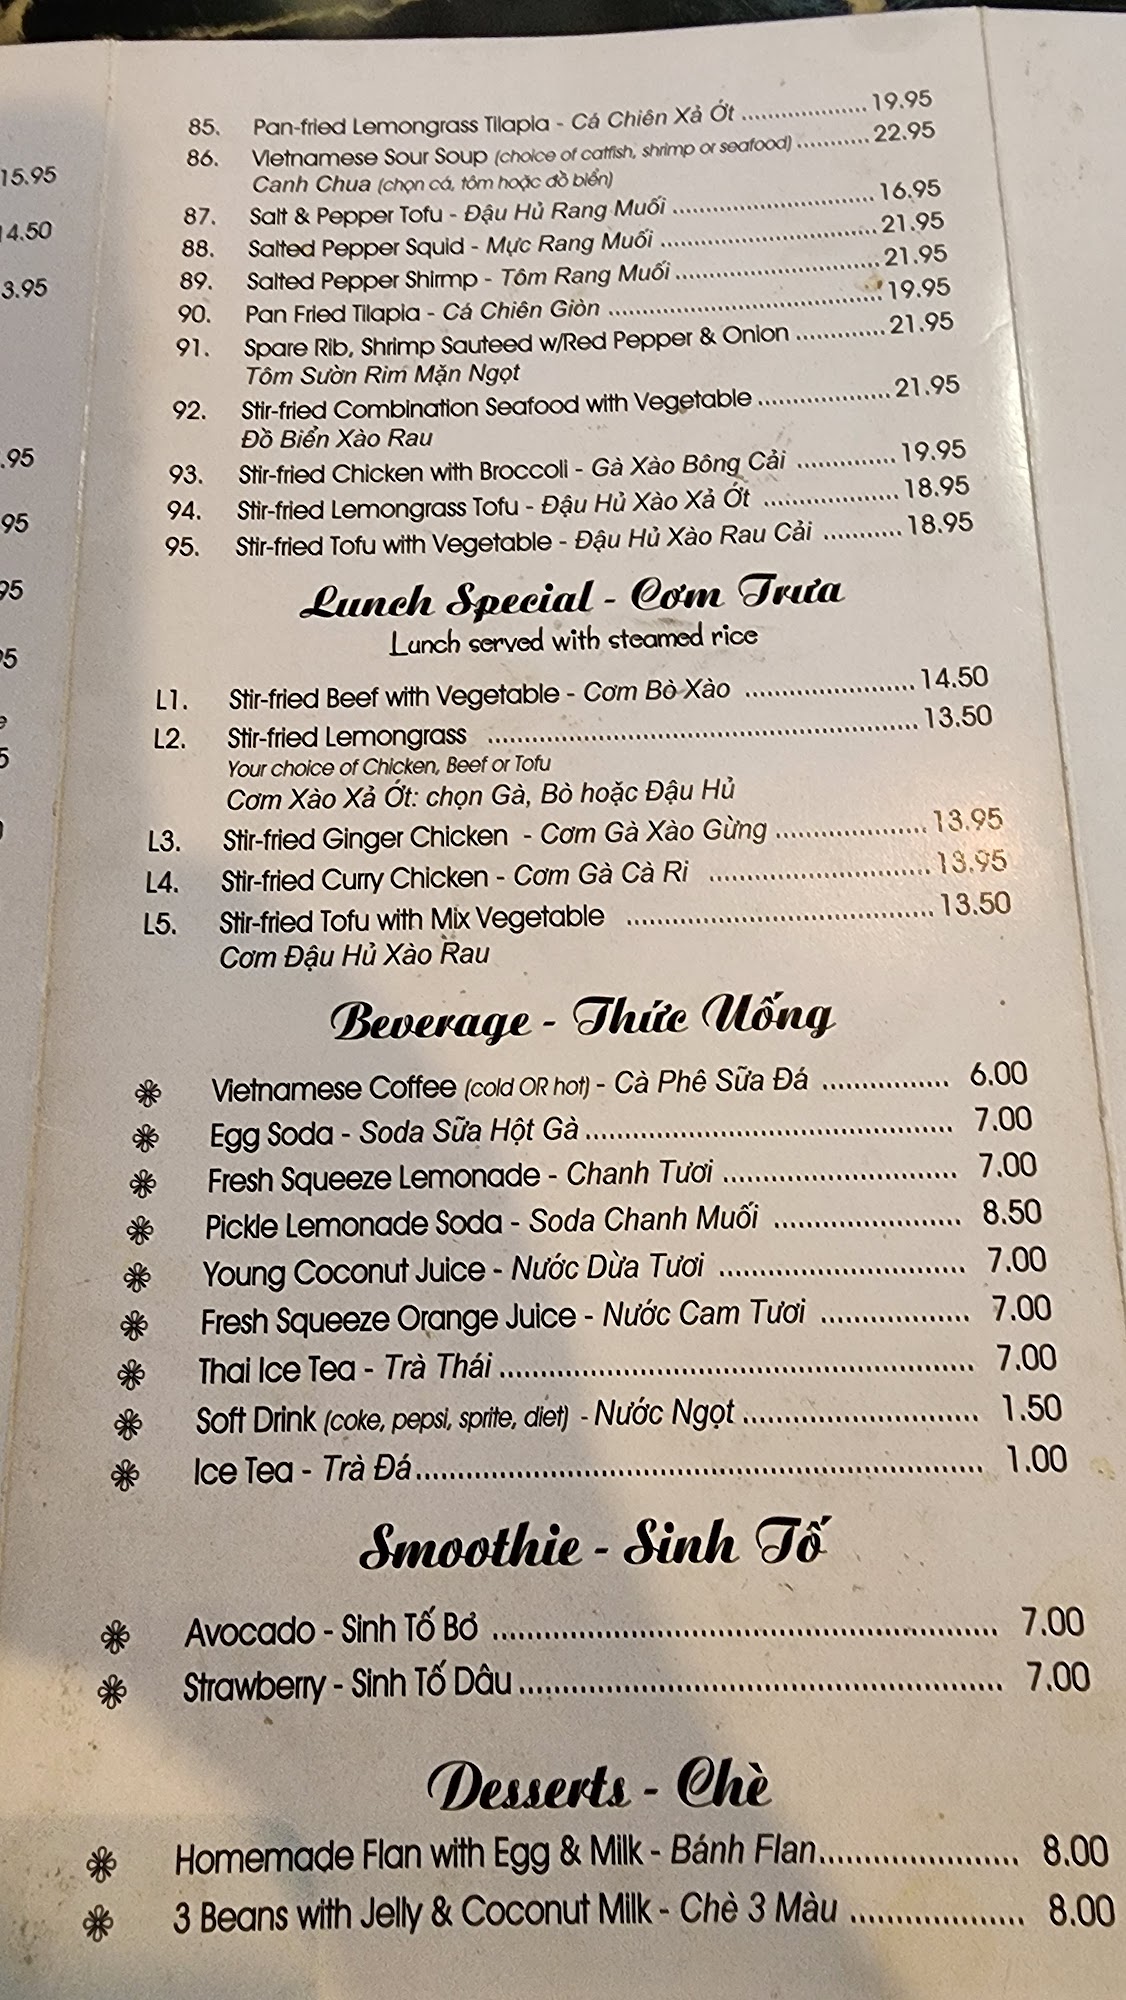 15.95
14.50
3.95
.95
95
95
95
e
5
85. Pan-fried Lemongrass Tilapia - Cá Chiên Xả Ớt .................... 19.95
86. Vietnamese Sour Soup (choice of catfish, shrimp or seafood) ........... 22.95
Canh Chua (chọn cá, tôm hoặc đồ biển)
87. Salt & Pepper Tofu - Đậu Hủ Rang Muối .................... 16.95
88. Salted Pepper Squid - Mực Rang Muối .................... 21.95
89. Salted Pepper Shirmp - Tôm Rang Muối .................... 21.95
90. Pan Fried Tilapia - Cá Chiên Giòn .................... 19.95
91. Spare Rib, Shrimp Sauteed w/Red Pepper & Onion ............. 21.95
Tôm Sườn Rim Mặn Ngọt
92. Stir-fried Combination Seafood with Vegetable .................... 21.95
Đồ Biển Xào Rau
93. Stir-fried Chicken with Broccoli - Gà Xào Bông Cải ............... 19.95
94. Stir-fried Lemongrass Tofu - Đậu Hủ Xào Xả Ớt .................... 18.95
95. Stir-fried Tofu with Vegetable - Đậu Hủ Xào Rau Cải ............ 18.95
Lunch Special - Cơm Trưa
Lunch served with steamed rice
L1. Stir-fried Beef with Vegetable - Cơm Bò Xào .................... 14.50
L2. Stir-fried Lemongrass .................... 13.50
Your choice of Chicken, Beef or Tofu
Cơm Xào Xả Ớt: chọn Gà, Bò hoặc Đậu Hủ
L3. Stir-fried Ginger Chicken - Cơm Gà Xào Gừng .................... 13.95
L4. Stir-fried Curry Chicken - Cơm Gà Cà Ri .................... 13.95
L5. Stir-fried Tofu with Mix Vegetable .................... 13.50
Cơm Đậu Hủ Xào Rau
Beverage - Thức Uống
Vietnamese Coffee (cold OR hot) - Cà Phê Sữa Đá ................ 6.00
Egg Soda - Soda Sữa Hột Gà .................... 7.00
Fresh Squeeze Lemonade - Chanh Tươi .................... 7.00
Pickle Lemonade Soda - Soda Chanh Muối .................... 8.50
Young Coconut Juice - Nước Dừa Tươi .................... 7.00
Fresh Squeeze Orange Juice - Nước Cam Tươi .................... 7.00
Thai Ice Tea - Trà Thái .................... 7.00
Soft Drink (coke, pepsi, sprite, diet) - Nước Ngọt .................... 1.50
Ice Tea - Trà Đá .................... 1.00
Smoothie - Sinh Tố
Avocado - Sinh Tố Bơ .................... 7.00
Strawberry - Sinh Tố Dâu .................... 7.00
Desserts - Chè
Homemade Flan with Egg & Milk - Bánh Flan .................... 8.00
3 Beans with Jelly & Coconut Milk - Chè 3 Màu .................... 8.00